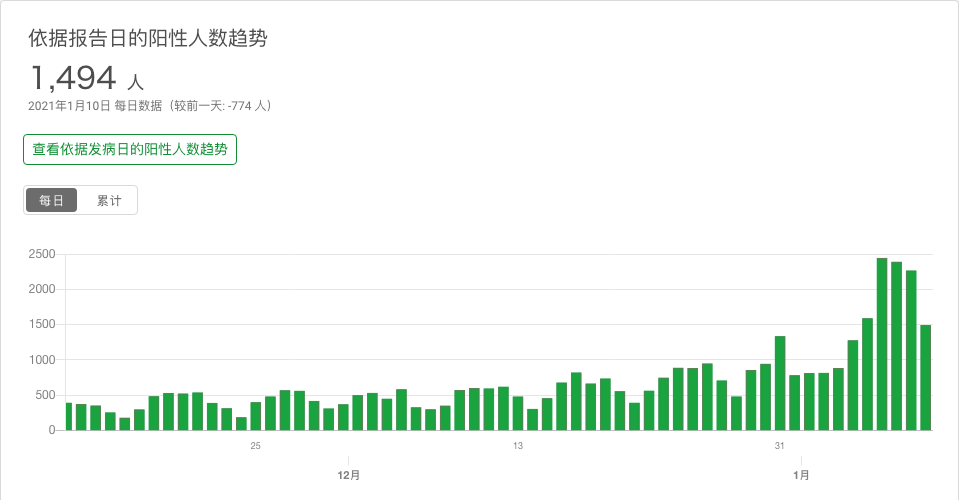 依据报告日的阳性人数趋势
1,494 人
2021年1月10日 每日数据（较前一天: -774 人）
查看依据发病日的阳性人数趋势
每日 累计
2500
2000
1500
1000
500
0
25 13 31
12月 1月